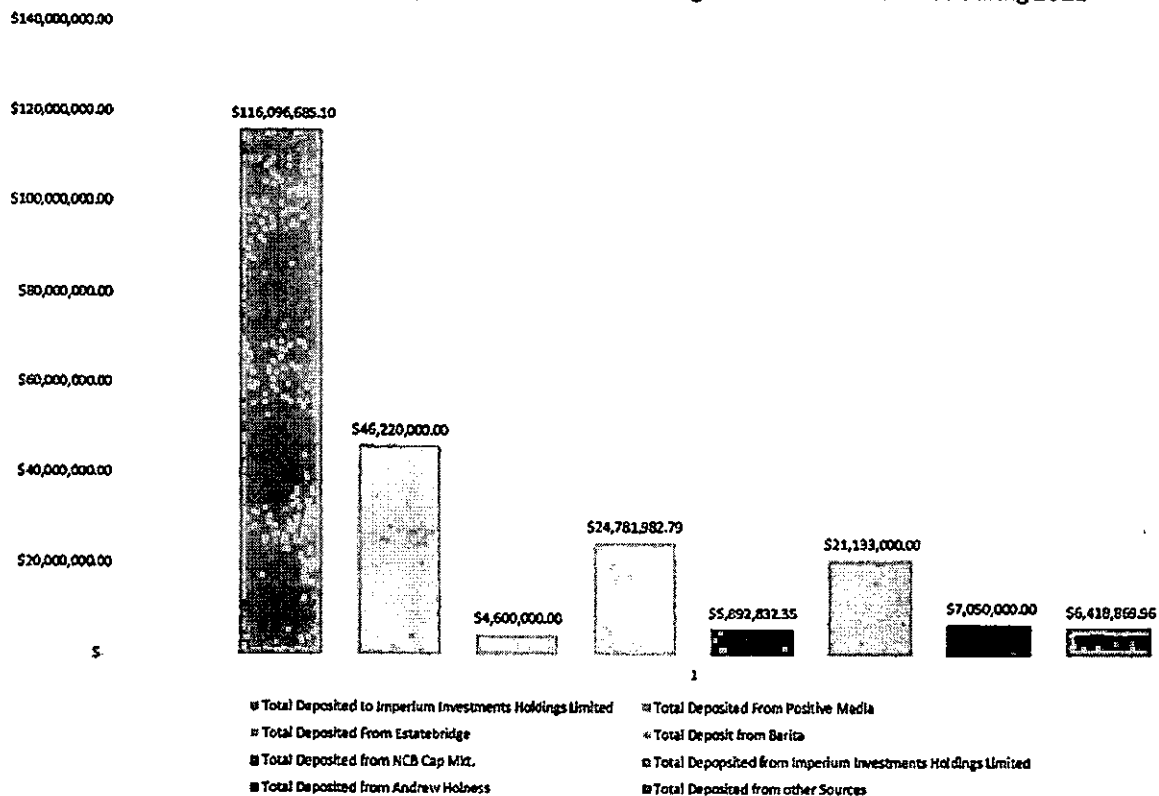 $140,000,000.00
$120,000,000.00
$116,096,685.10
$100,000,000.00
$80,000,000.00
$60,000,000.00
$46,220,000.00
$40,000,000.00
$24,781,982.79
$21,133,000.00
$20,000,000.00
$4,600,000.00
$5,892,832.35
$7,050,000.00
$6,418,869.96
$-
1
Total Deposited to Imperium Investments Holdings Limited
Total Deposited From Positive Media
Total Deposited From Estatebridge
Total Deposit from Barita
Total Deposited from NCB Cap Mkt.
Total Depopsited from Imperium Investments Holdings Limited
Total Deposited from Andrew Holness
Total Deposited from other Sources